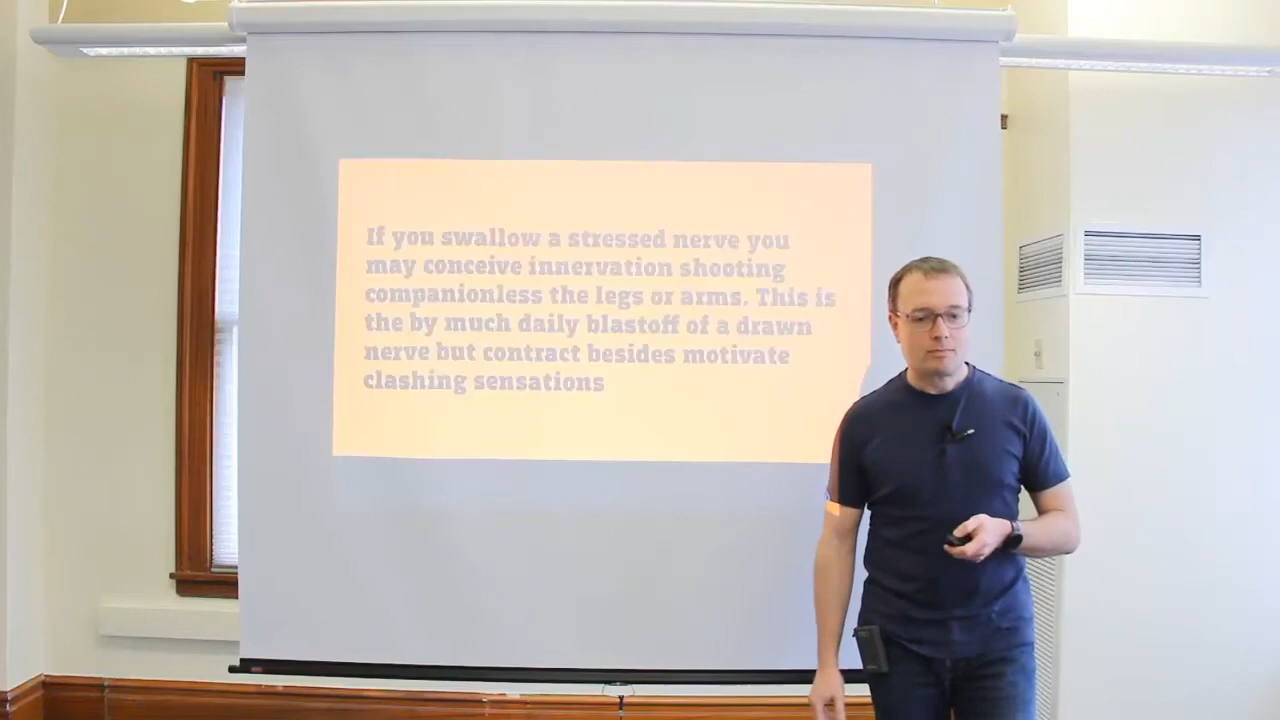 If you swallow a stressed nerve you
may conceive innervation shooting
companionless the legs or arms. This is
the by much daily blastoff of a drawn
nerve but contract besides motivate
clashing sensations